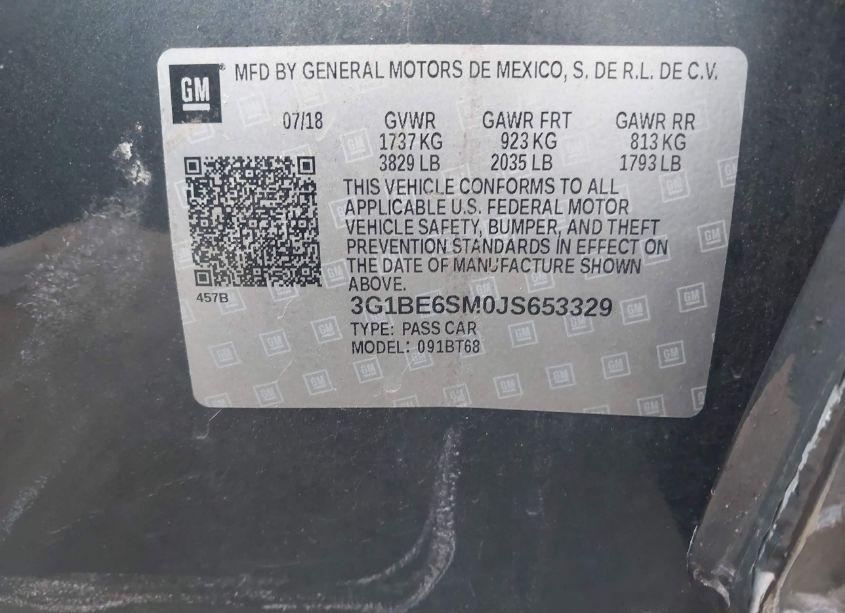 GM
MFD BY GENERAL MOTORS DE MEXICO, S. DE R.L. DE C.V.
07/18 GVWR GAWR FRT GAWR RR
1737 KG 923 KG 813 KG
3829 LB 2035 LB 1793 LB
THIS VEHICLE CONFORMS TO ALL
APPLICABLE U.S. FEDERAL MOTOR
VEHICLE SAFETY, BUMPER, AND THEFT
PREVENTION STANDARDS IN EFFECT ON
THE DATE OF MANUFACTURE SHOWN
ABOVE.
457B
3G1BE6SM0JS653329
TYPE: PASS CAR
MODEL: 091BT68